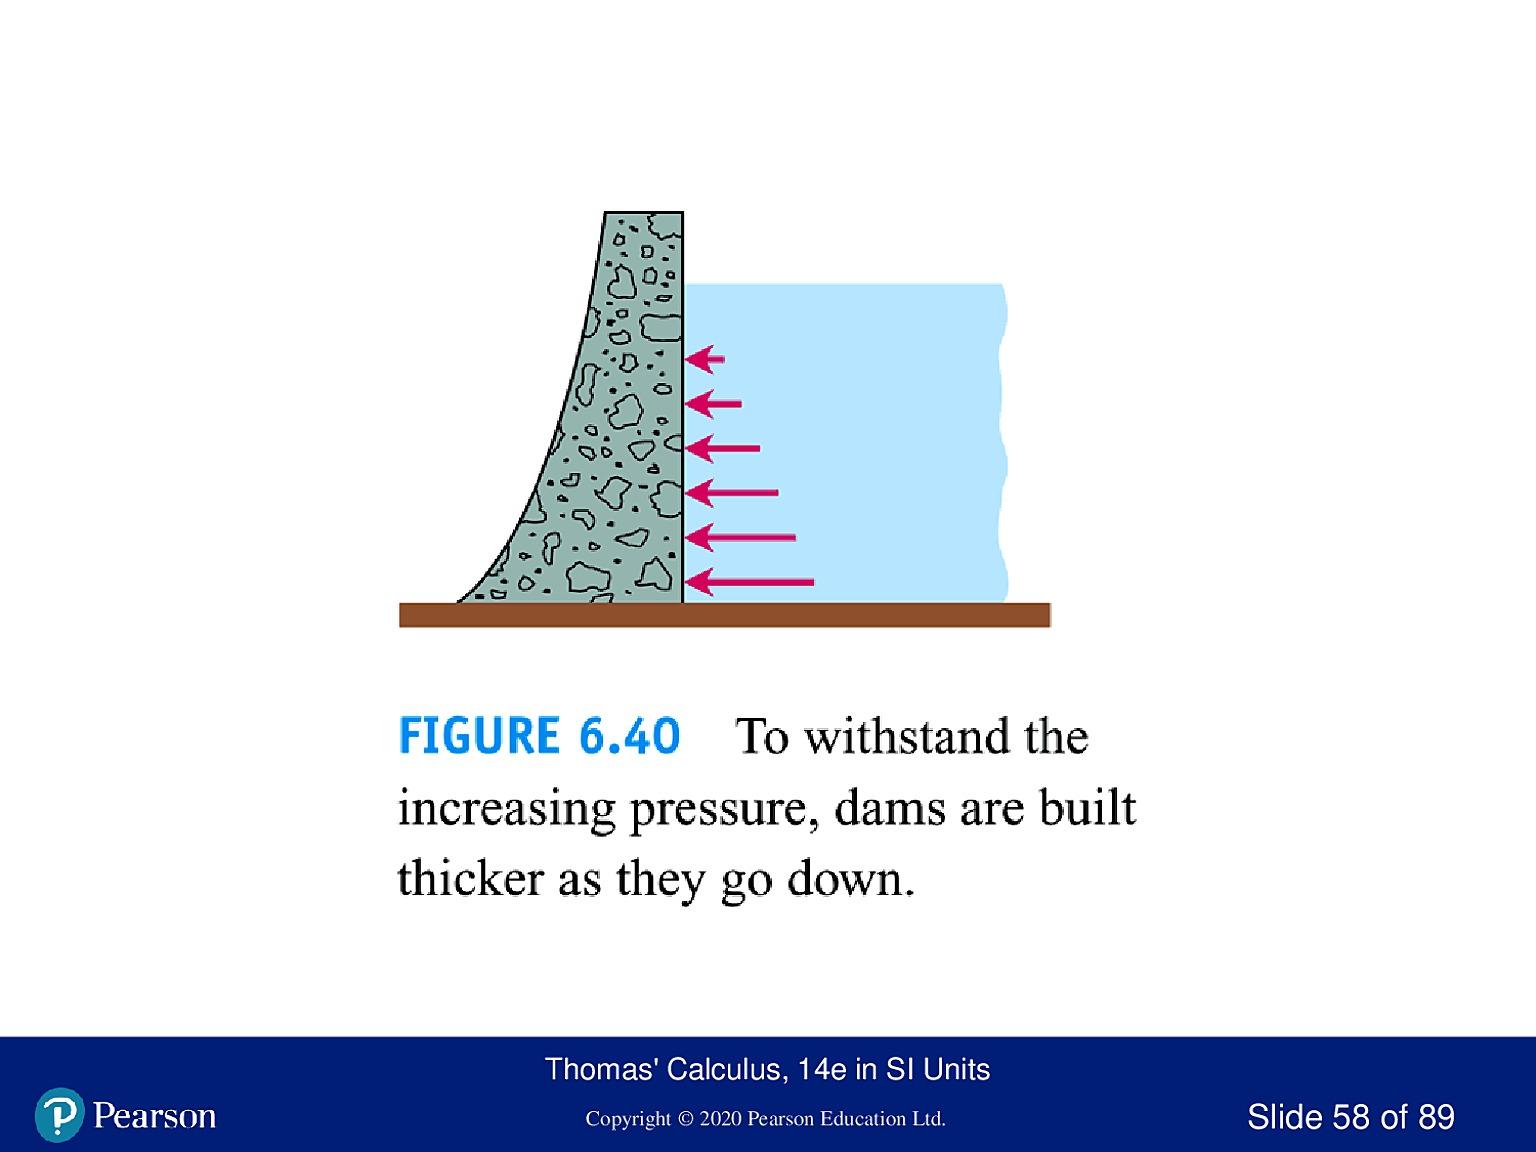 FIGURE 6.40 To withstand the
increasing pressure, dams are built
thicker as they go down.
Thomas' Calculus, 14e in SI Units
Pearson
Copyright © 2020 Pearson Education Ltd.
Slide 58 of 89